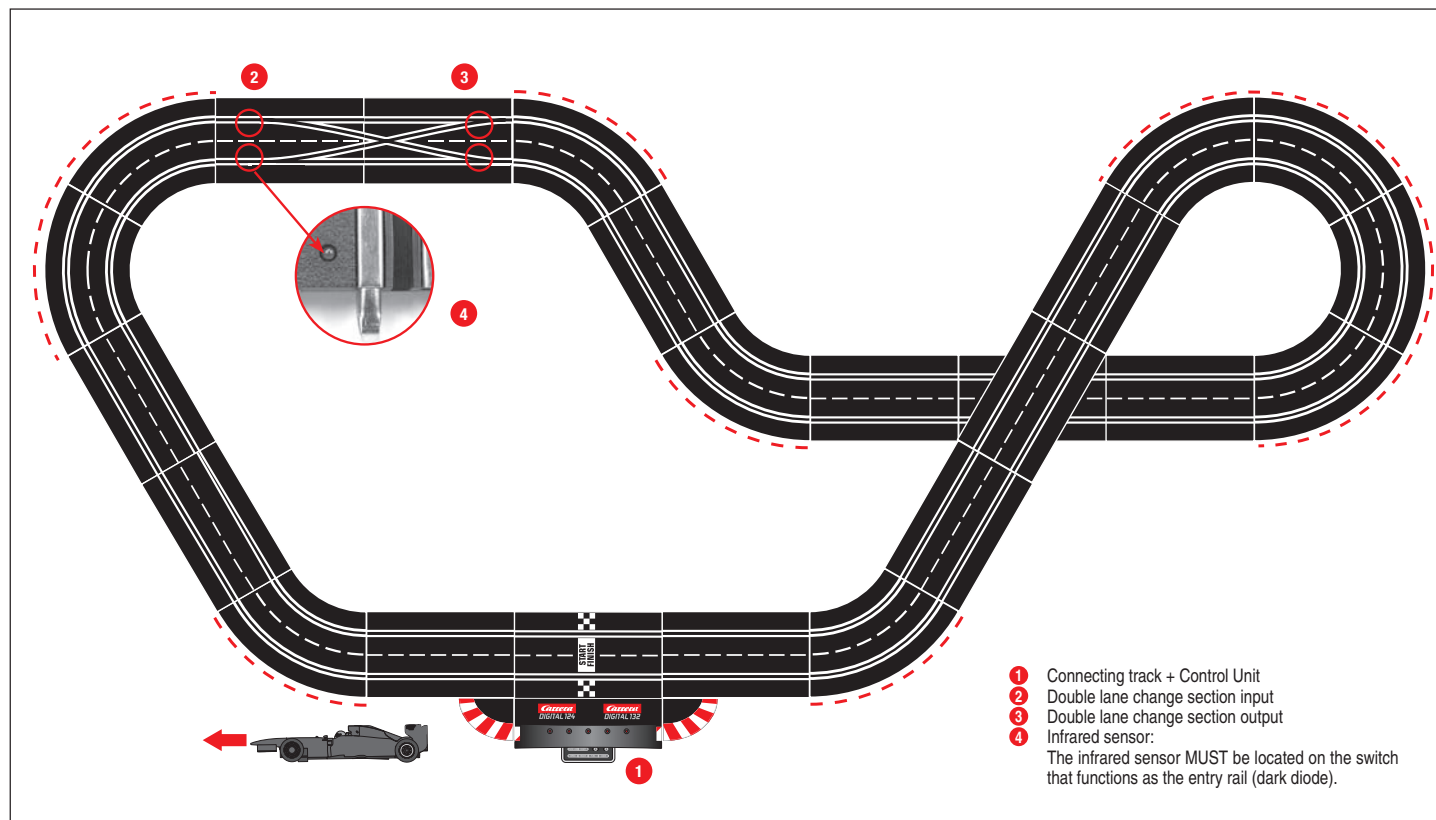 2
3
4
START
FINISH
Carrera
DIGITAL 124
Carrera
DIGITAL 132
1
1 Connecting track + Control Unit
2 Double lane change section input
3 Double lane change section output
4 Infrared sensor:
The infrared sensor MUST be located on the switch
that functions as the entry rail (dark diode).